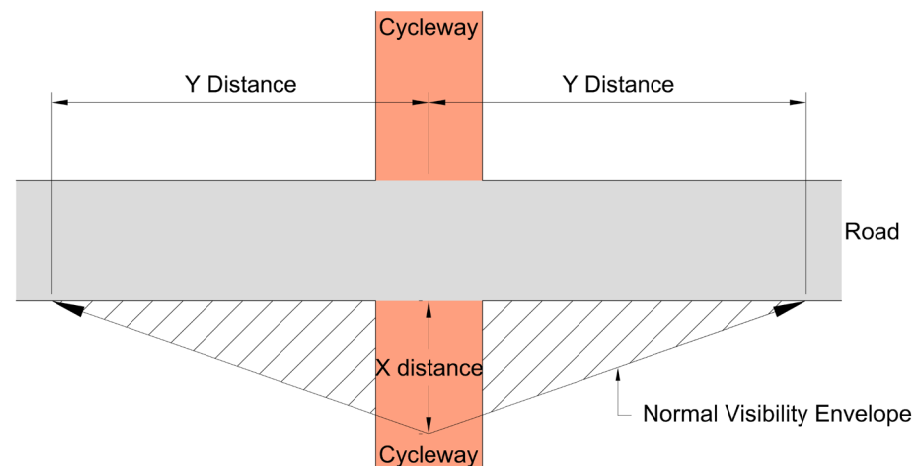 Cycleway
Y Distance
Y Distance
Road
X distance
Normal Visibility Envelope
Cycleway